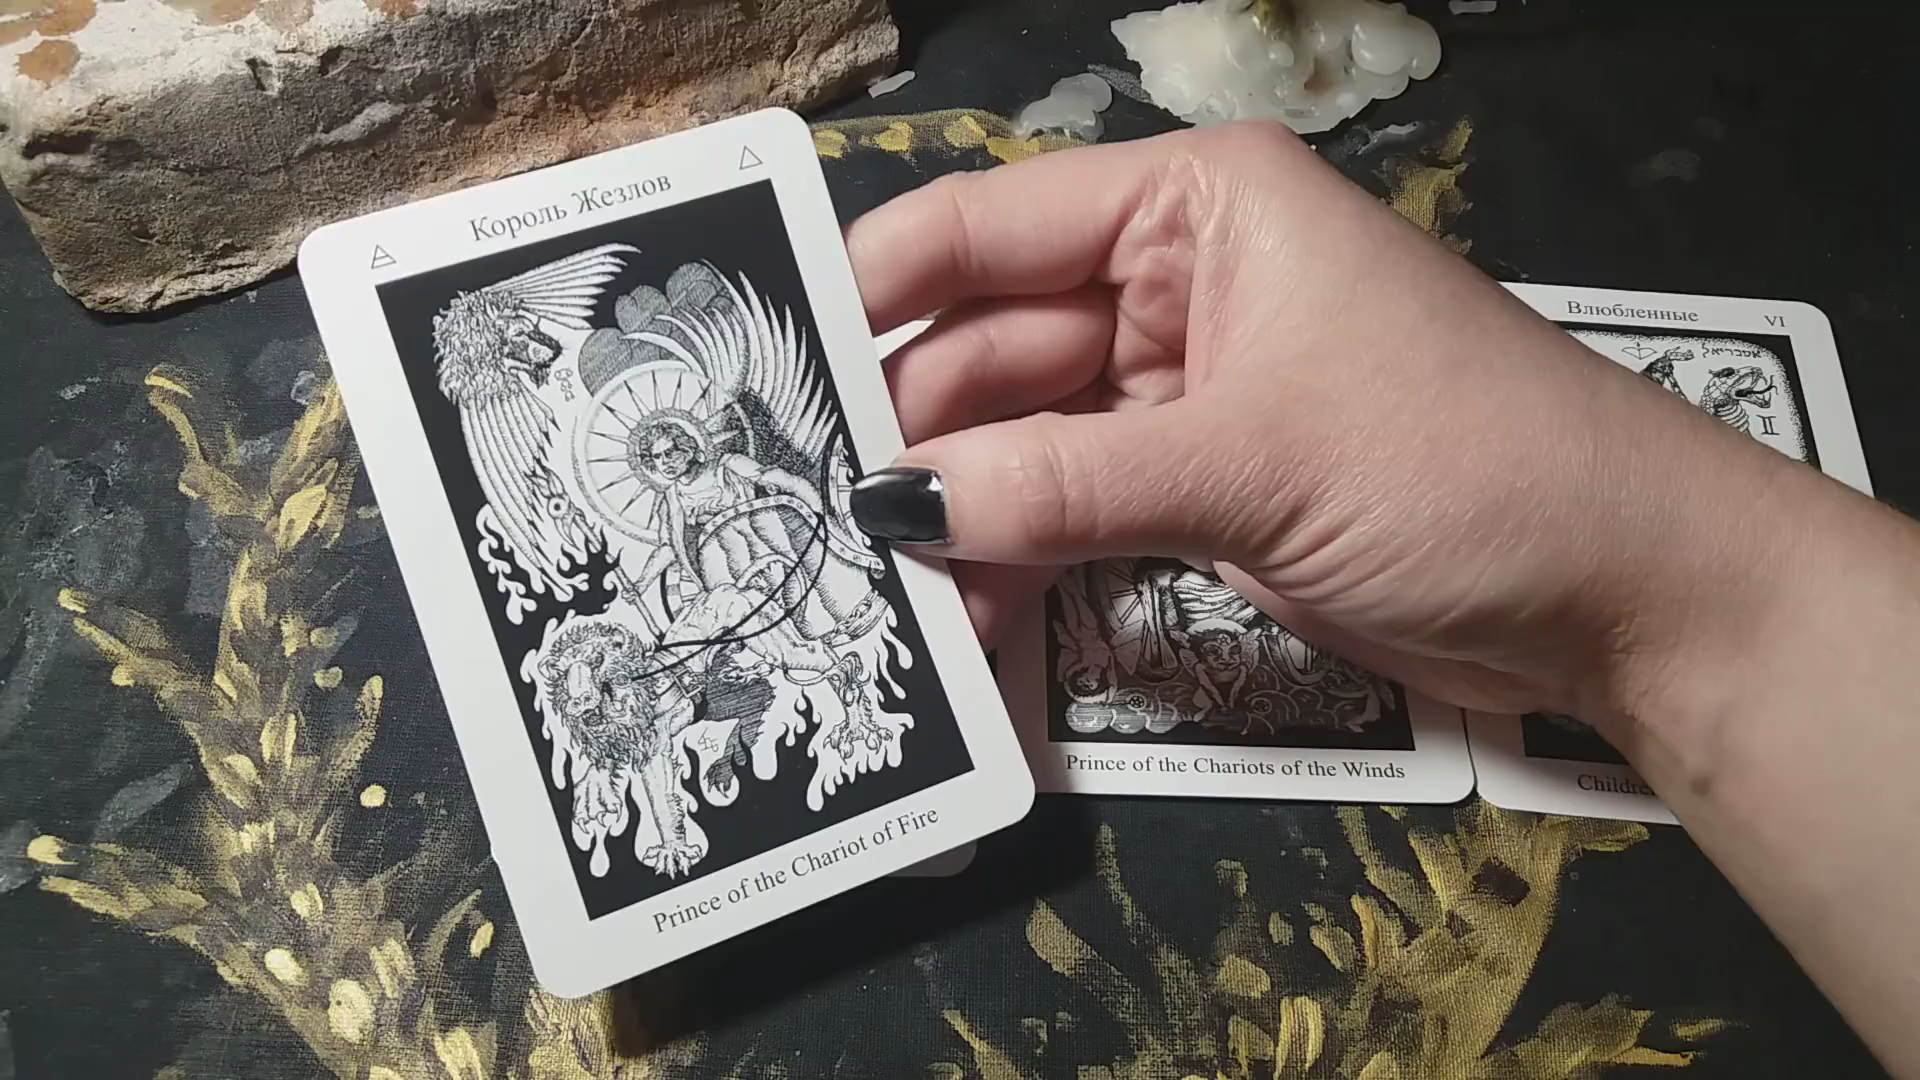 Король Жезлов
Prince of the Chariot of Fire
Prince of the Chariots of the Winds
Влюбленные VI